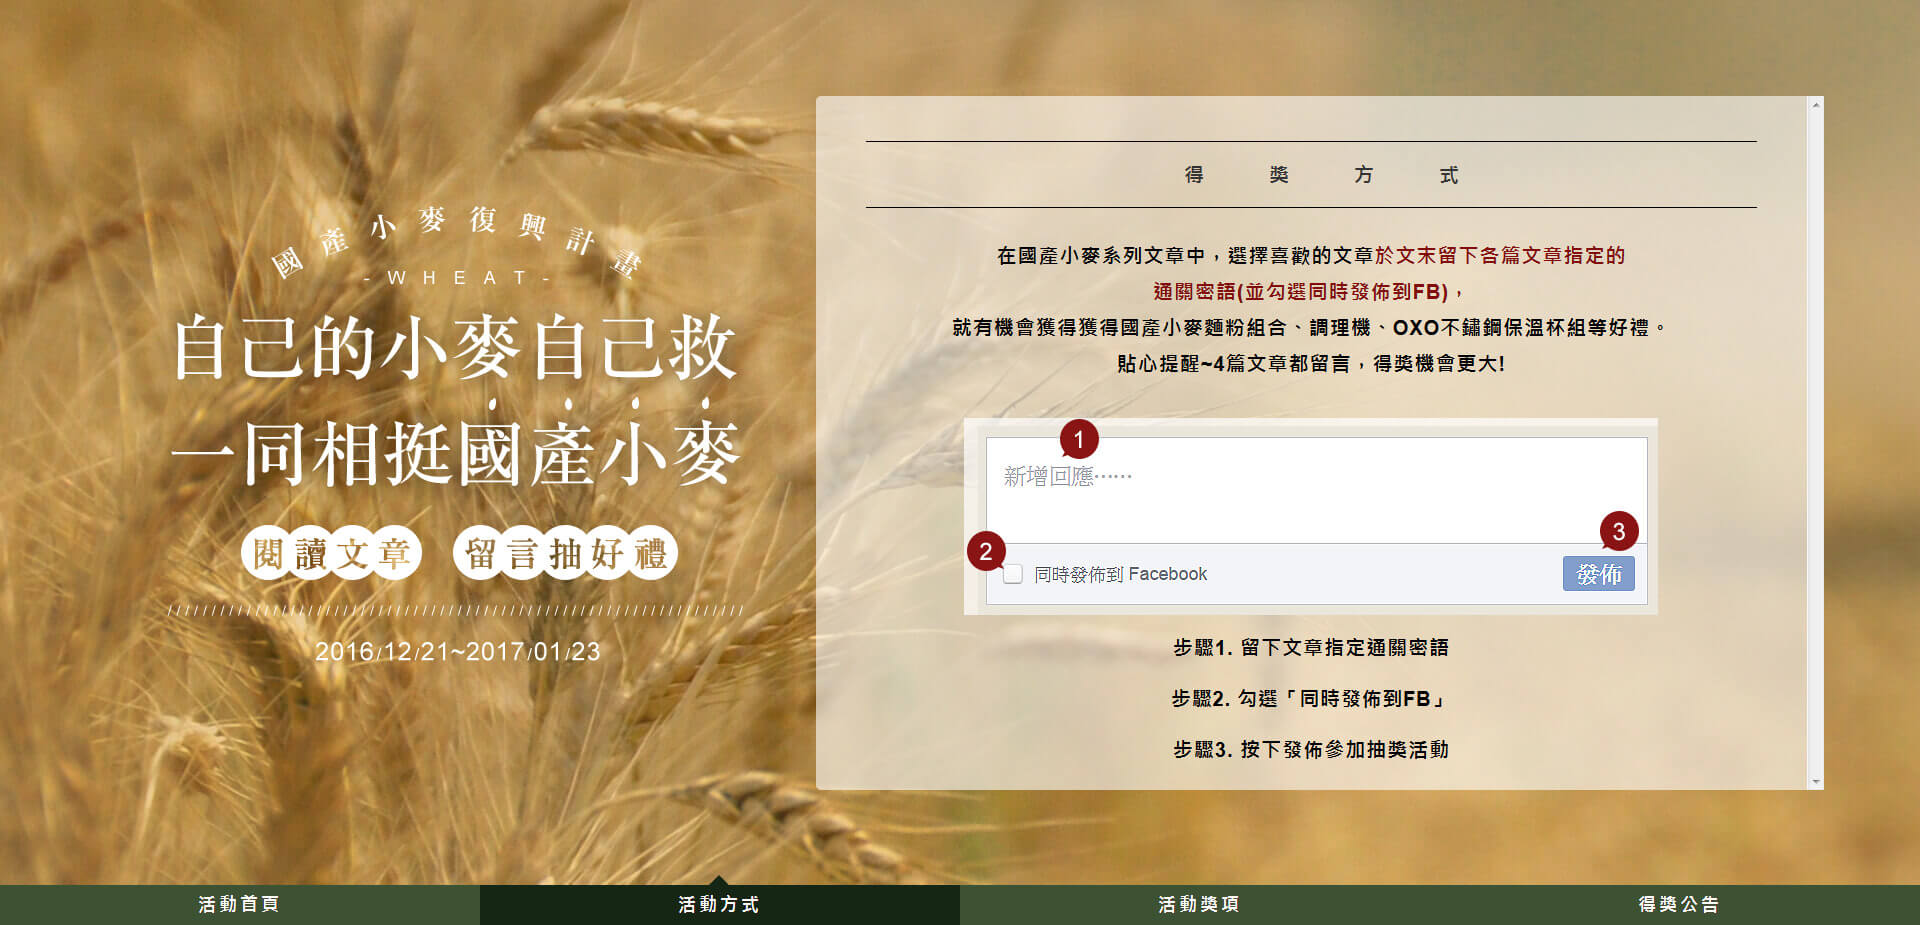 國產小麥復興計畫
-WHEAT-
自己的小麥自己救
一同相挺國產小麥
閱讀文章 留言抽好禮
2016/12/21~2017/01/23
得獎方式
在國產小麥系列文章中，選擇喜歡的文章於文末留下各篇文章指定的
通關密語(並勾選同時發佈到FB)，
就有機會獲得獲得國產小麥麵粉組合、調理機、OXO不鏽鋼保溫杯組等好禮。
貼心提醒~4篇文章都留言，得獎機會更大!
1
新增回應……
3
2
同時發佈到 Facebook 發佈
步驟1. 留下文章指定通關密語
步驟2. 勾選「同時發佈到FB」
步驟3. 按下發佈參加抽獎活動
活動首頁 活動方式 活動獎項 得獎公告